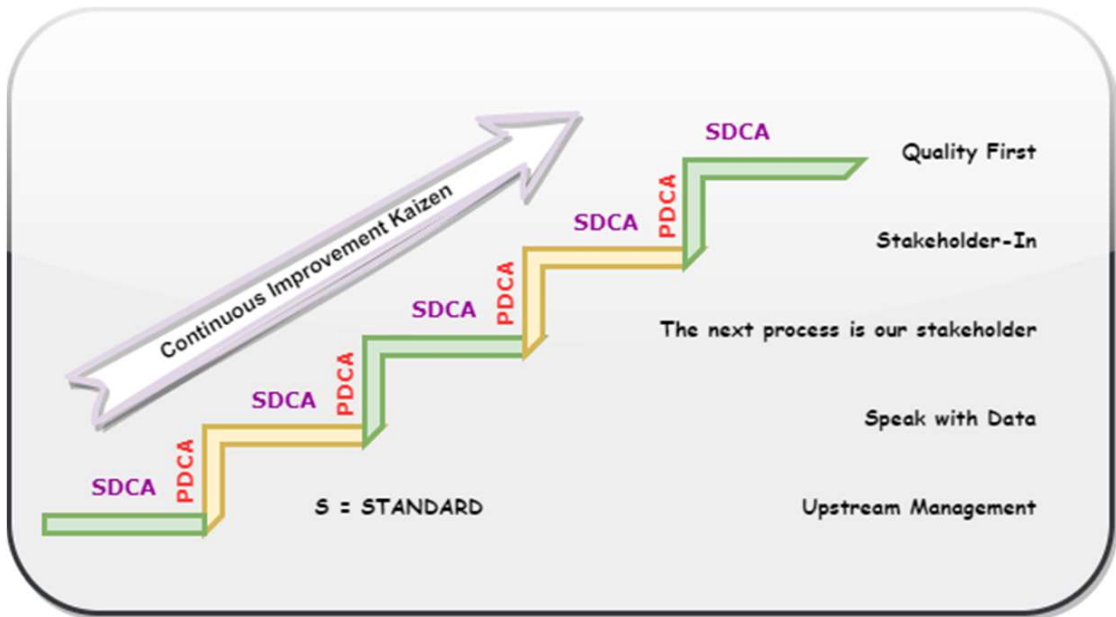 SDCA
Quality First
PDCA
SDCA
Stakeholder-In
Continuous Improvement Kaizen
PDCA
SDCA
The next process is our stakeholder
PDCA
SDCA
Speak with Data
PDCA
SDCA
S = STANDARD
Upstream Management